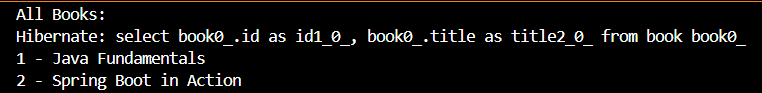 All Books:
Hibernate: select book0_.id as id1_0_, book0_.title as title2_0_ from book book0_
1 - Java Fundamentals
2 - Spring Boot in Action